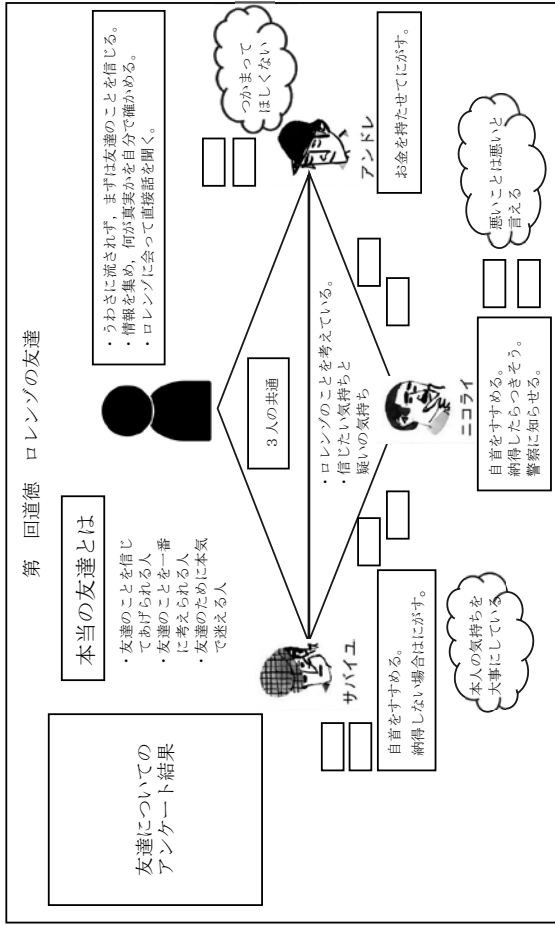 第　回道徳　ロレンゾの友達
友達についての
アンケート結果
本当の友達とは
・友達のことを信じ
てあげられる人
・友達のことを一番
に考えられる人
・友達のために本気
で迷える人
・うわさに流されず，まずは友達のことを信じる。
・情報を集め，何が真実かを自分で確かめる。
・ロレンゾに会って直接話を聞く。
3人の共通
・ロレンゾのことを考えている。
・信じたい気持ちと
疑いの気持ち
サバイユ
自首をすすめる。
納得しない場合はにがす。
本人の気持ちを
大事にしている
ニコライ
自首をすすめる。
納得したらつきそう。
警察に知らせる。
悪いことは悪いと
言える
アンドレ
お金を持たせてにがす。
つかまって
ほしくない